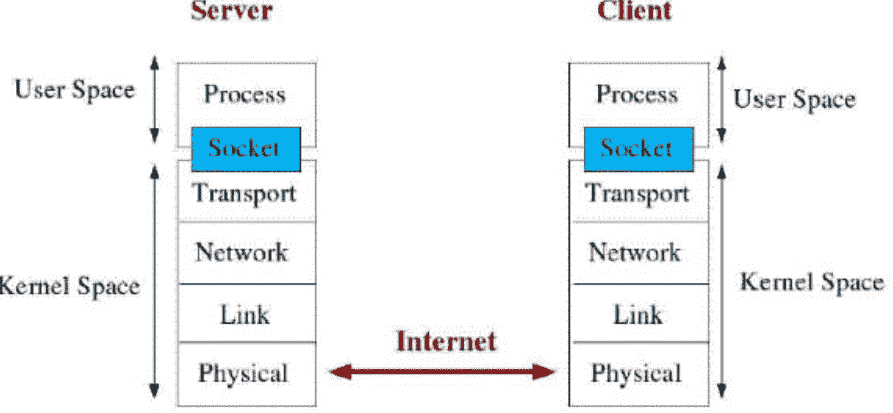 Server
Client
User Space
Process
Process
User Space
Socket
Socket
Transport
Transport
Network
Network
Kernel Space
Kernel Space
Link
Link
Internet
Physical
Physical